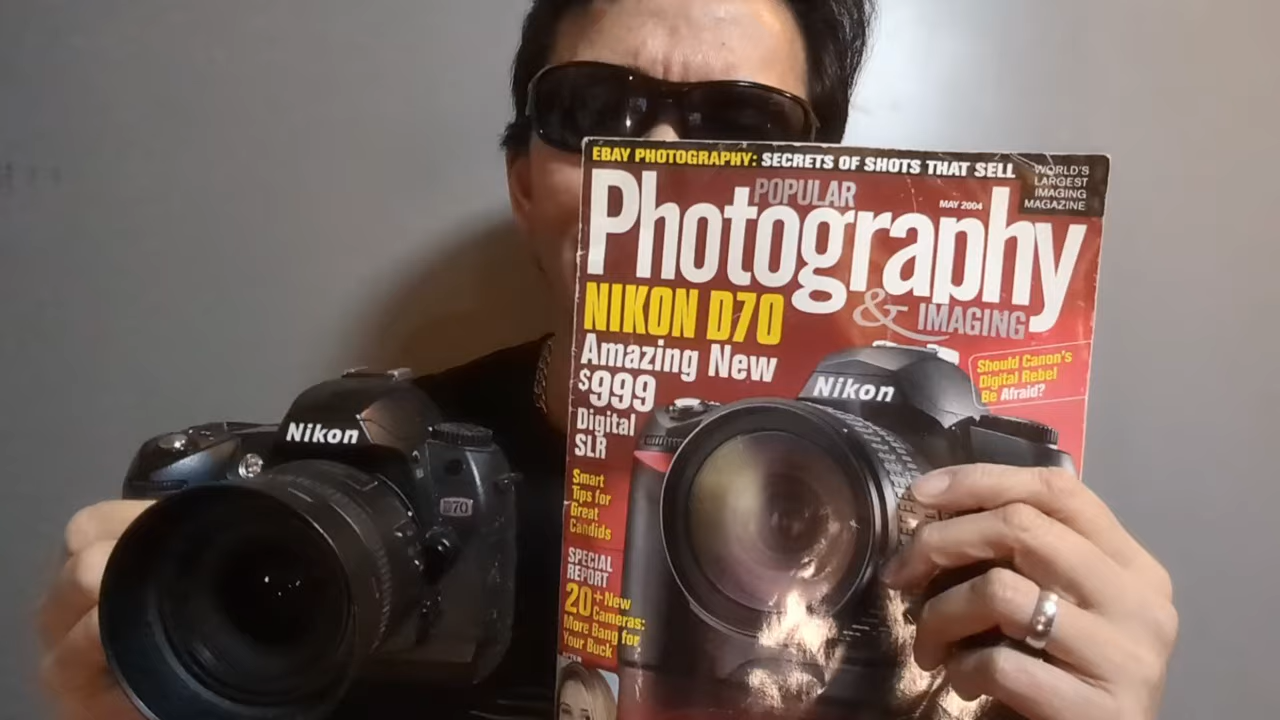 EBAY PHOTOGRAPHY: SECRETS OF SHOTS THAT SELL
WORLD'S
LARGEST
IMAGING
MAGAZINE
POPULAR
MAY 2004
Photography
& IMAGING
NIKON D70
Amazing New
$999
Digital
SLR
Should Canon's
Digital Rebel
Be Afraid?
Nikon
Smart
Tips for
Great
Candids
SPECIAL
REPORT
20+ New
Cameras:
More Bang for
Your Buck
Nikon
D70